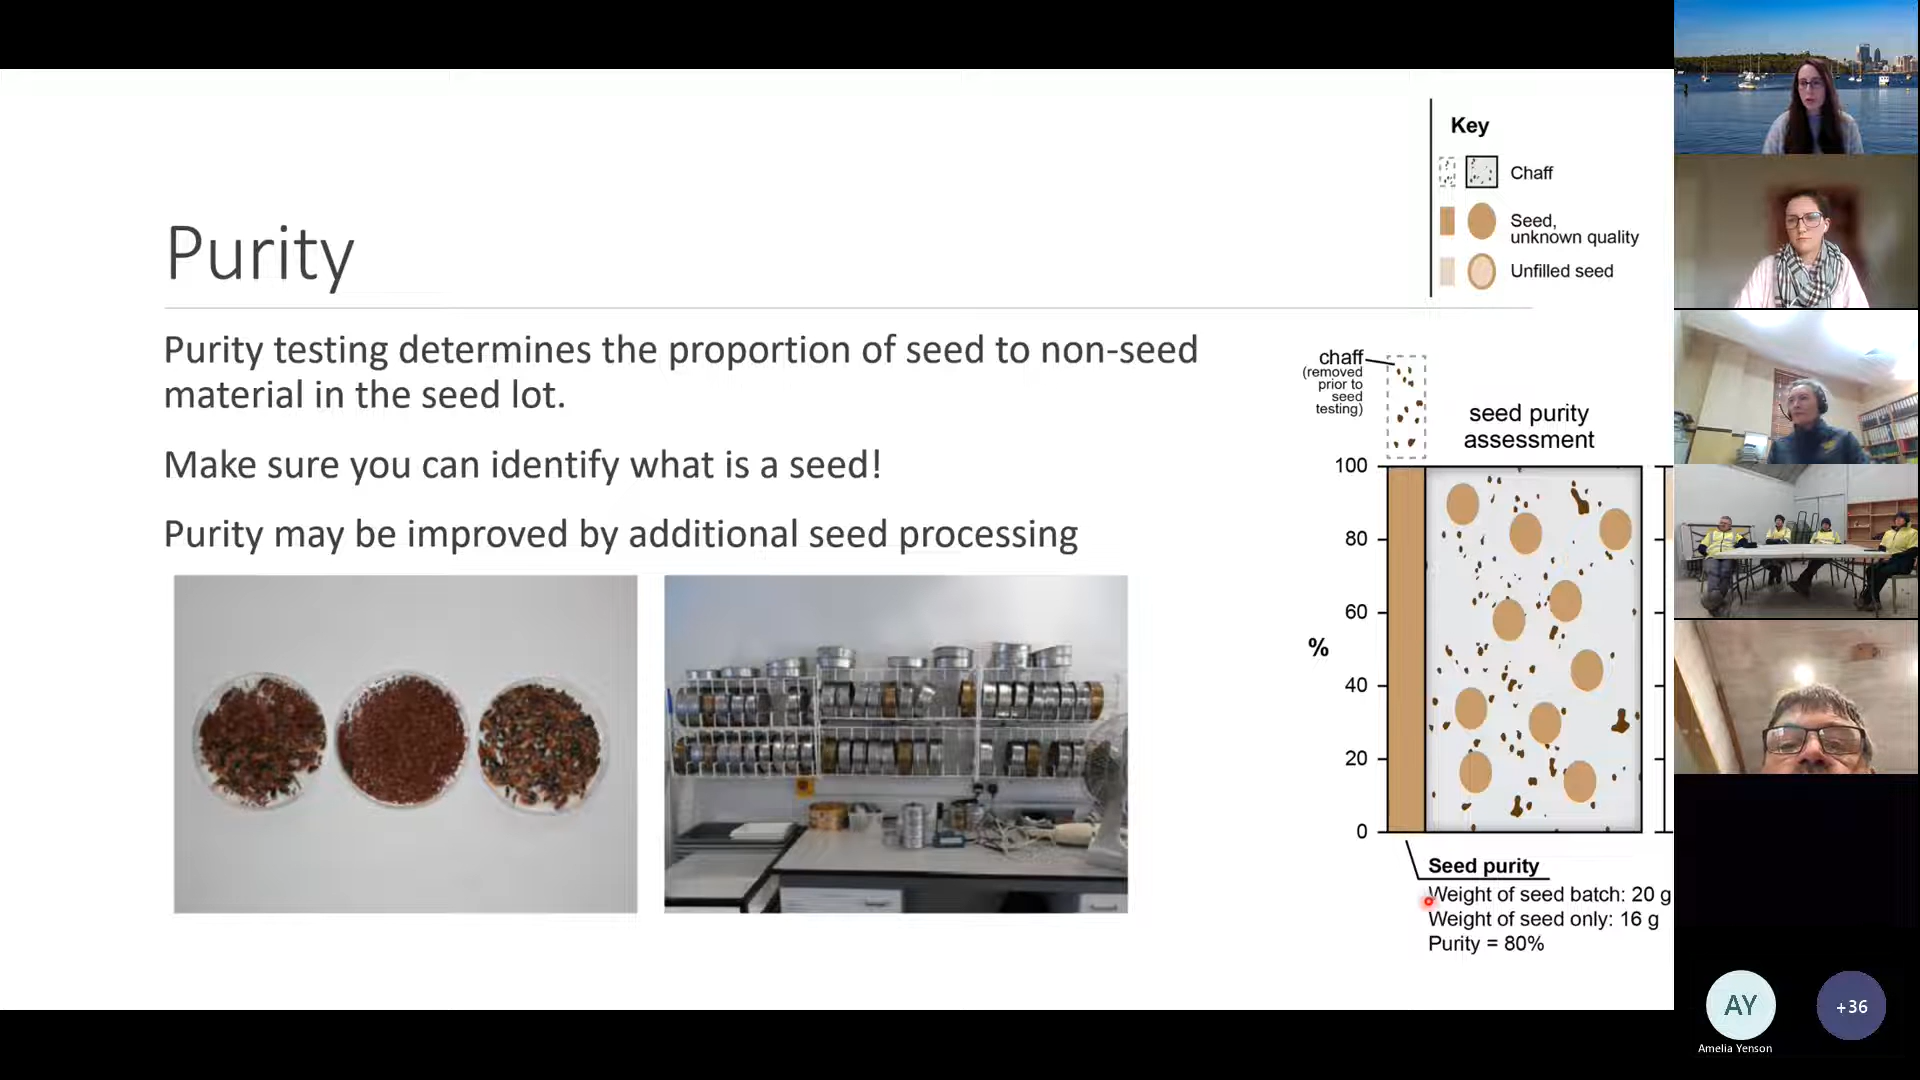 Purity
Purity testing determines the proportion of seed to non-seed
material in the seed lot.
Make sure you can identify what is a seed!
Purity may be improved by additional seed processing
Key
Chaff
Seed,
unknown quality
Unfilled seed
chaff
(removed
prior to
seed
testing)
seed purity
assessment
100
80
60
%
40
20
0
Seed purity
Weight of seed batch: 20 g
Weight of seed only: 16 g
Purity = 80%
AY
Amelia Yenson
+36